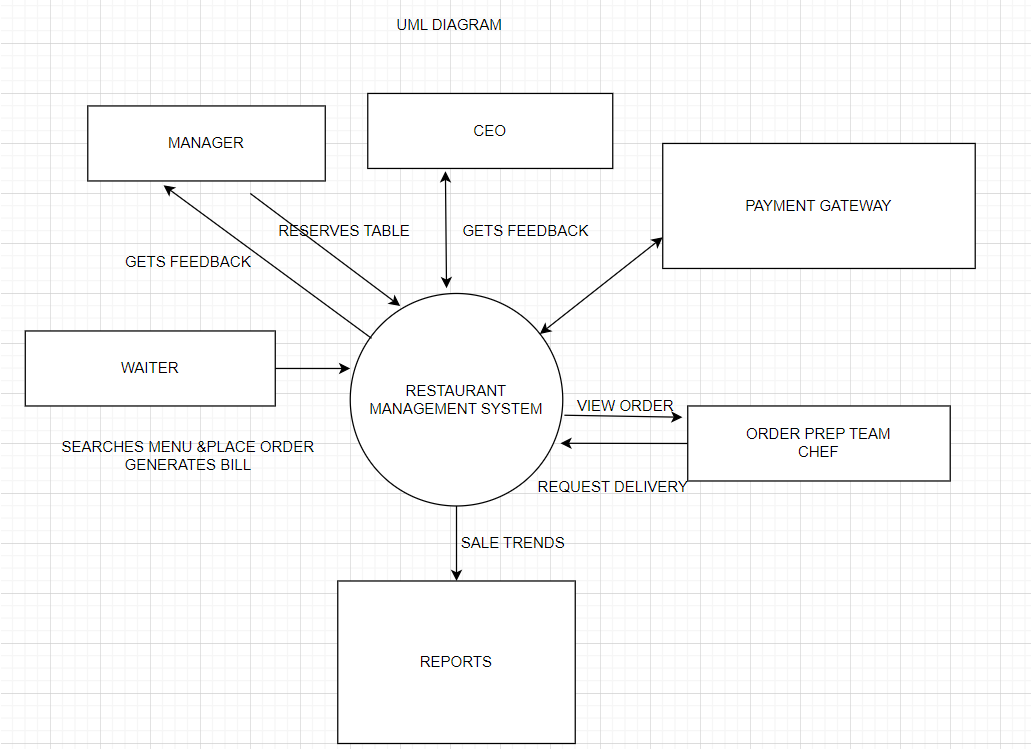 UML DIAGRAM
MANAGER
CEO
PAYMENT GATEWAY
RESERVES TABLE
GETS FEEDBACK
GETS FEEDBACK
WAITER
RESTAURANT
MANAGEMENT SYSTEM
VIEW ORDER
ORDER PREP TEAM
CHEF
SEARCHES MENU &PLACE ORDER
GENERATES BILL
REQUEST DELIVERY
SALE TRENDS
REPORTS